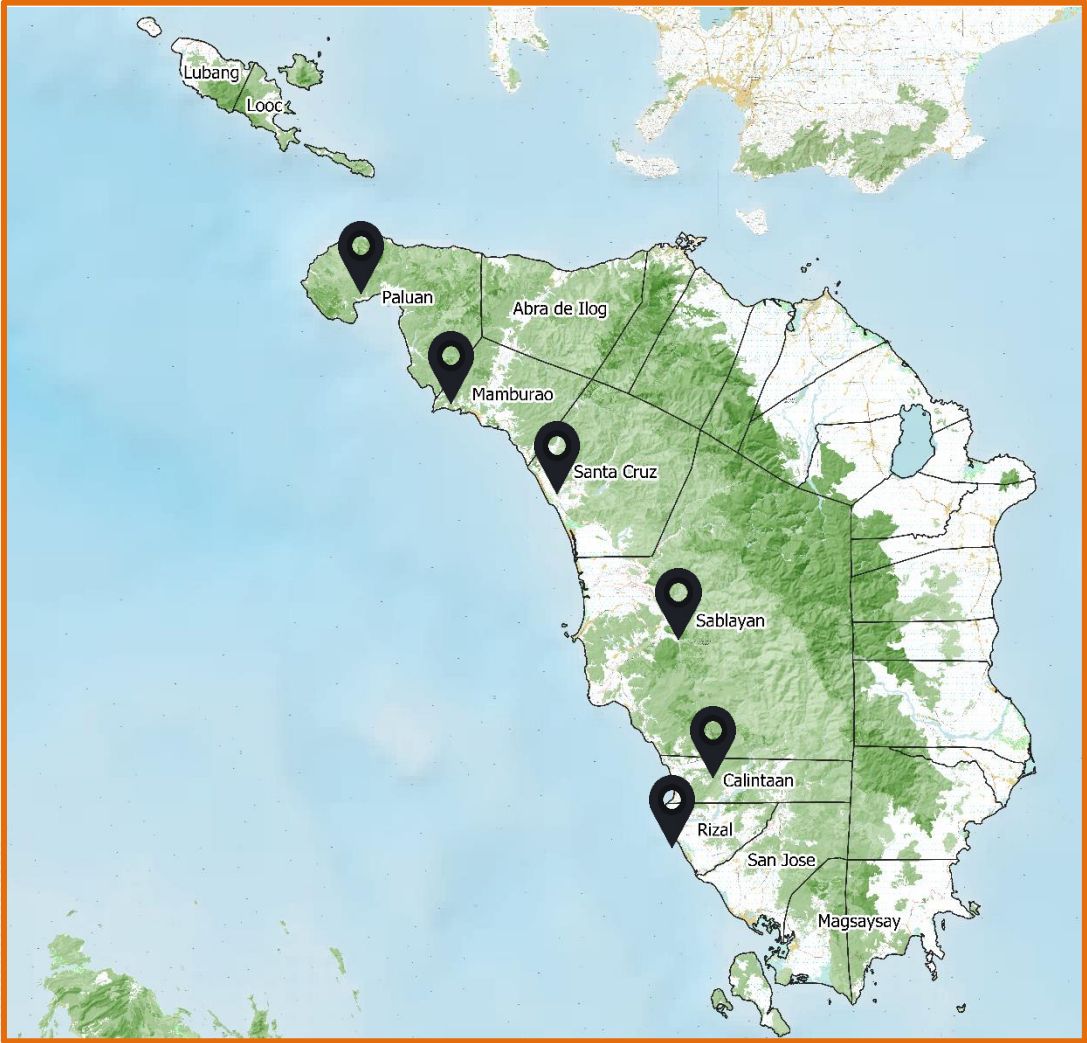 Lubang
Looc
Paluan
Abra de Ilog
Mamburao
Santa Cruz
Sablayan
Calintaan
Rizal
San Jose
Magsaysay